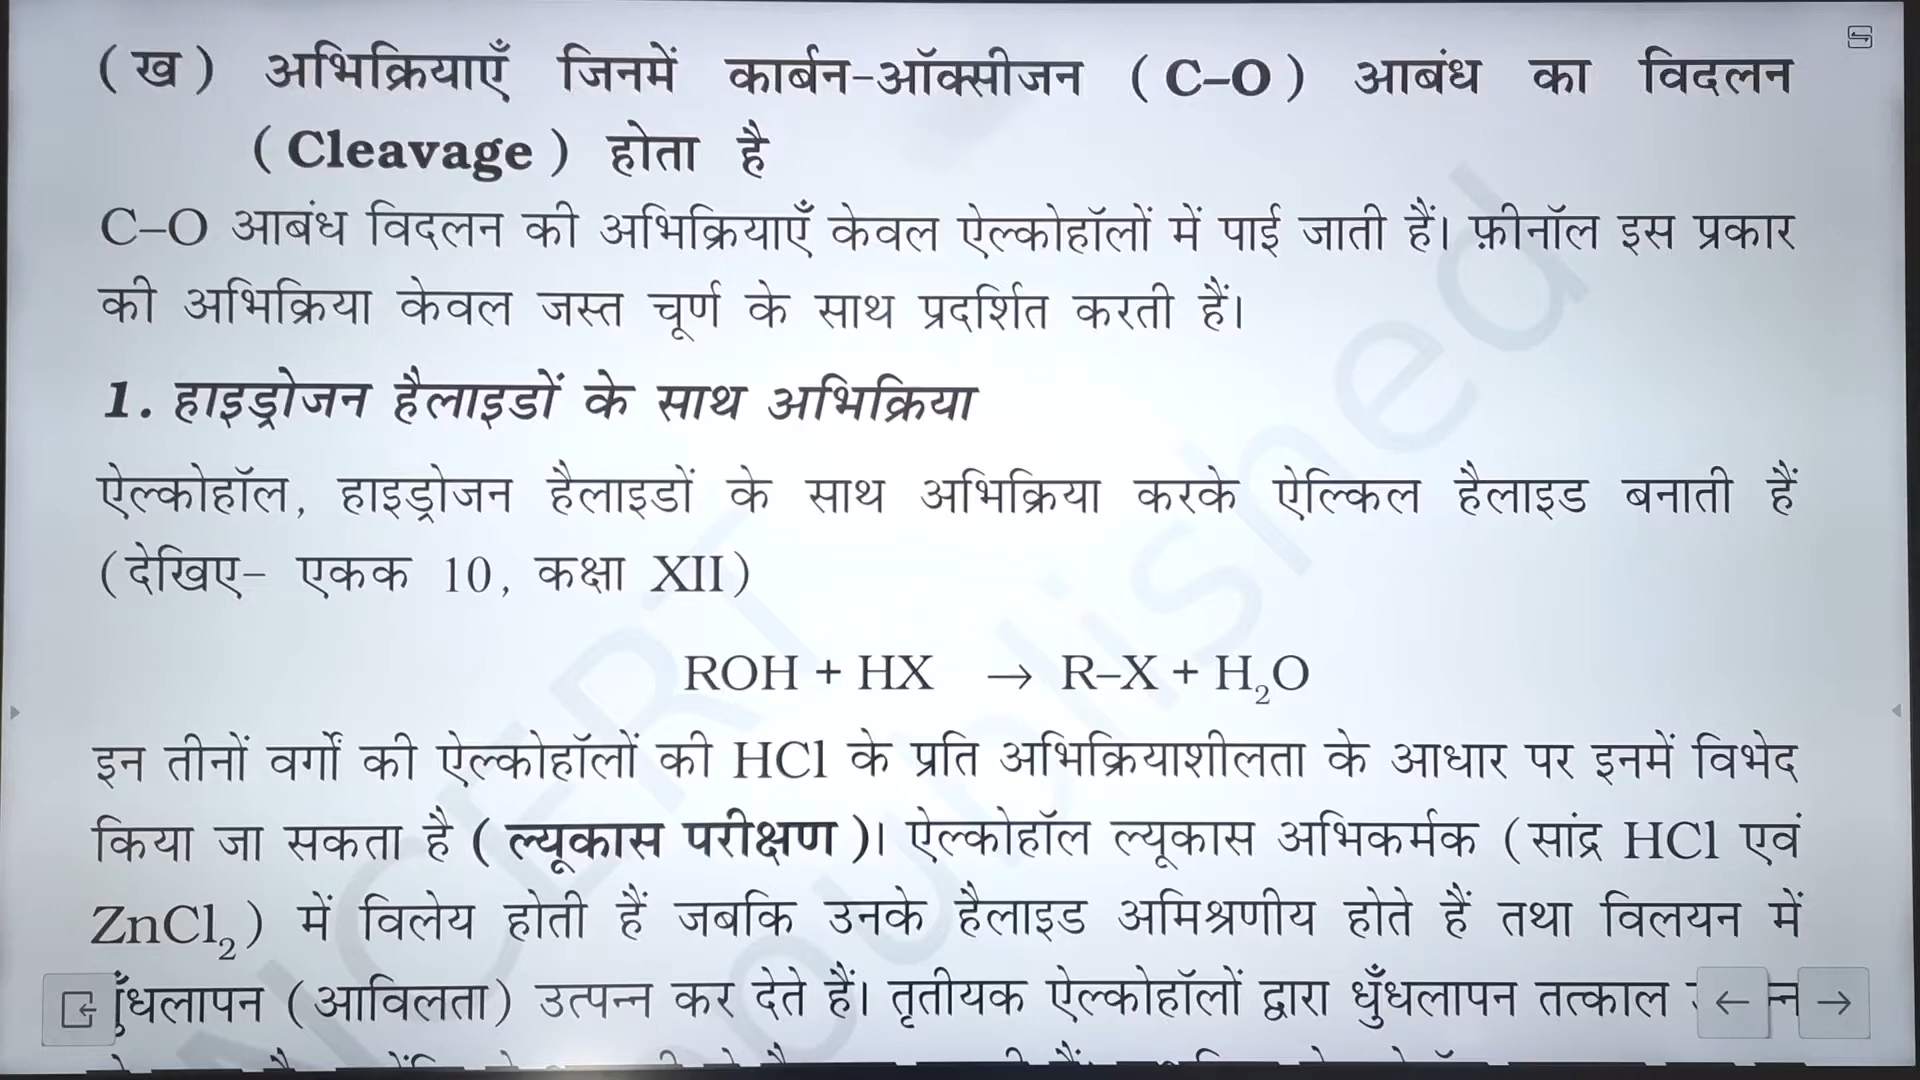 (ख) अभिक्रियाएँ जिनमें कार्बन-ऑक्सीजन (C–O) आबंध का विदलन
(Cleavage) होता है
C–O आबंध विदलन की अभिक्रियाएँ केवल ऐल्कोहॉलों में पाई जाती हैं। फ़ीनॉल इस प्रकार
की अभिक्रिया केवल जस्त चूर्ण के साथ प्रदर्शित करती हैं।
1. हाइड्रोजन हैलाइडों के साथ अभिक्रिया
ऐल्कोहॉल, हाइड्रोजन हैलाइडों के साथ अभिक्रिया करके ऐल्किल हैलाइड बनाती हैं
(देखिए– एकक 10, कक्षा XII)
ROH + HX → R–X + H₂O
इन तीनों वर्गों की ऐल्कोहॉलों की HCl के प्रति अभिक्रियाशीलता के आधार पर इनमें विभेद
किया जा सकता है (ल्यूकास परीक्षण)। ऐल्कोहॉल ल्यूकास अभिकर्मक (सांद्र HCl एवं
ZnCl₂) में विलेय होती हैं जबकि उनके हैलाइड अमिश्रणीय होते हैं तथा विलयन में
धुँधलापन (आविलता) उत्पन्न कर देते हैं। तृतीयक ऐल्कोहॉलों द्वारा धुँधलापन तत्काल